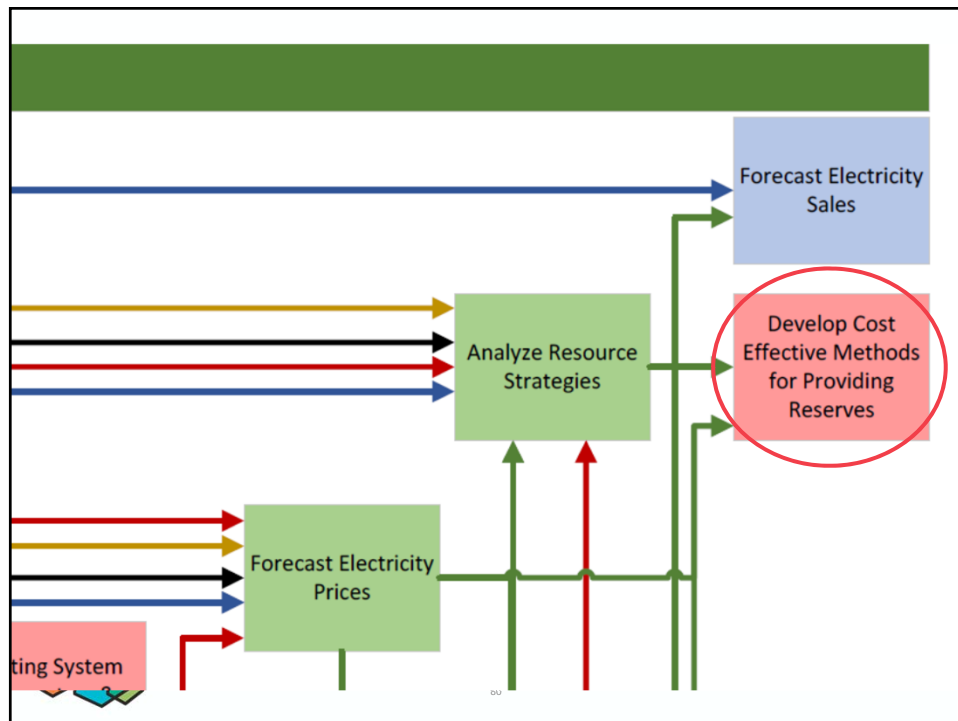 Forecast Electricity
Sales
Develop Cost
Effective Methods
for Providing
Reserves
Analyze Resource
Strategies
Forecast Electricity
Prices
ting System